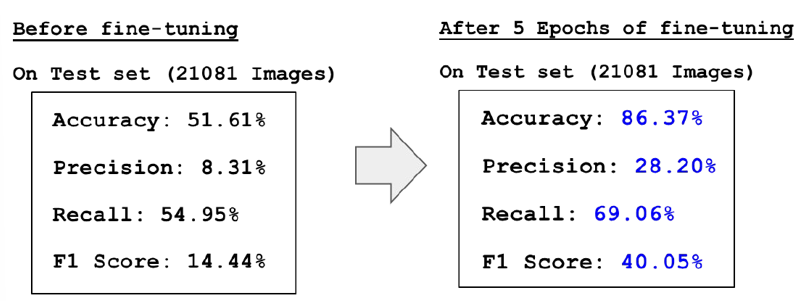 Before fine-tuning
On Test set (21081 Images)
Accuracy: 51.61%
Precision: 8.31%
Recall: 54.95%
F1 Score: 14.44%
After 5 Epochs of fine-tuning
On Test set (21081 Images)
Accuracy: 86.37%
Precision: 28.20%
Recall: 69.06%
F1 Score: 40.05%